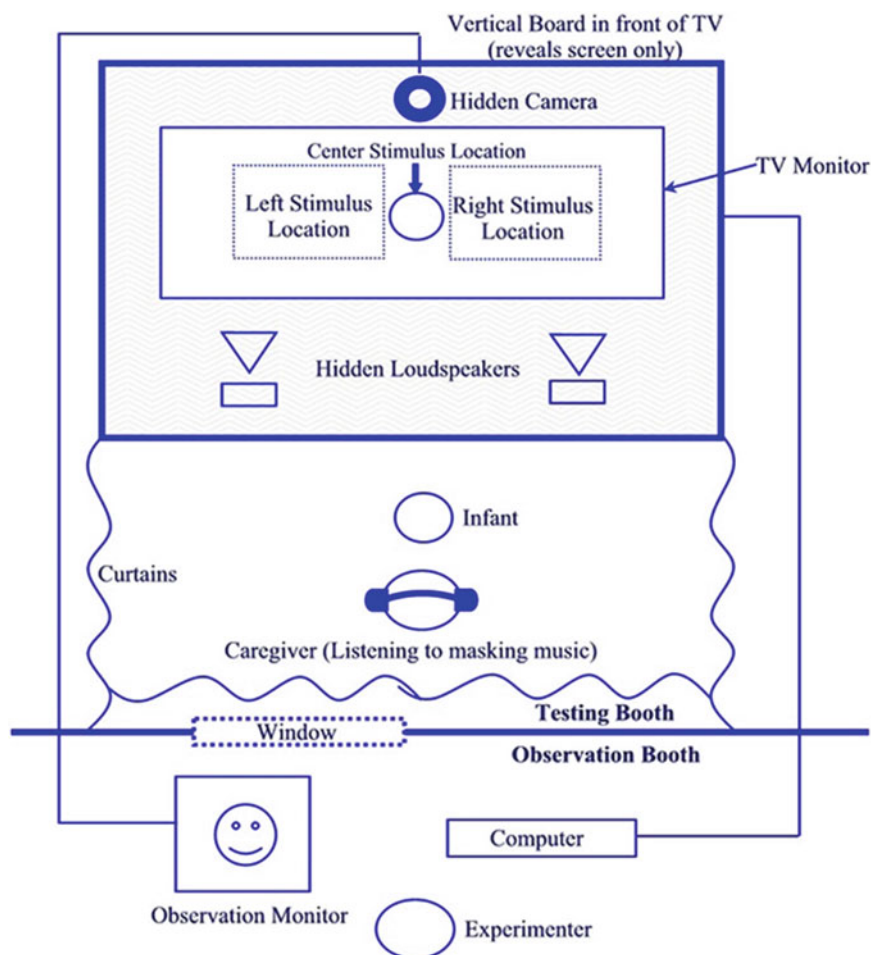 Vertical Board in front of TV
(reveals screen only)
Hidden Camera
Center Stimulus Location
TV Monitor
Left Stimulus
Location
Right Stimulus
Location
Hidden Loudspeakers
Infant
Curtains
Caregiver (Listening to masking music)
Testing Booth
Window
Observation Booth
Computer
Observation Monitor
Experimenter